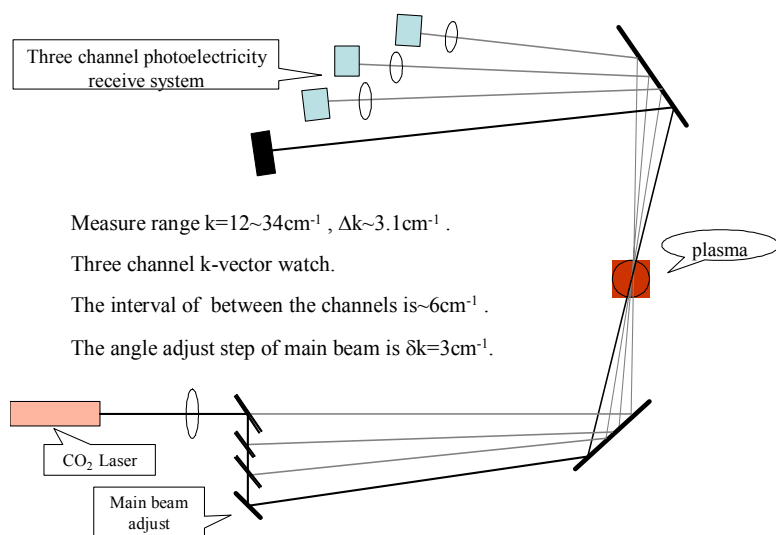 Three channel photoelectricity
receive system
Measure range k=12~34cm⁻¹ , Δk~3.1cm⁻¹ .
plasma
Three channel k-vector watch.
The interval of between the channels is~6cm⁻¹ .
The angle adjust step of main beam is δk=3cm⁻¹.
CO₂ Laser
Main beam
adjust